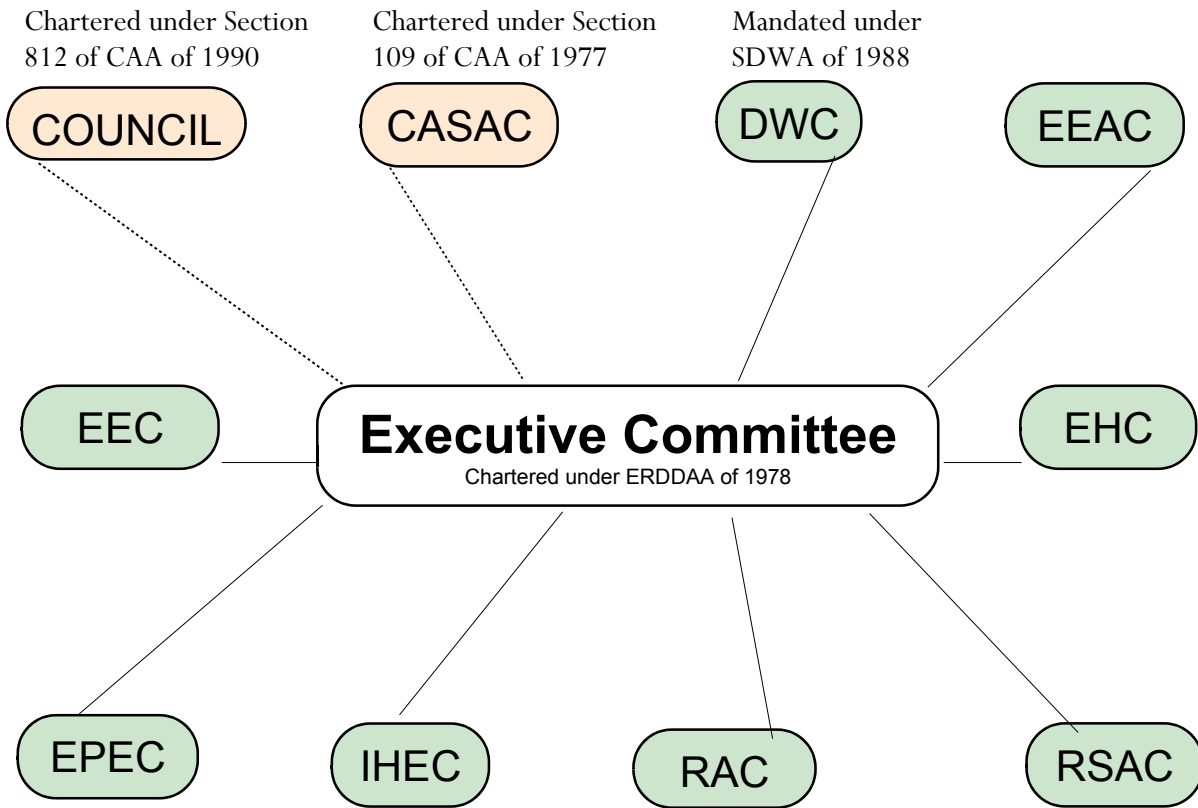 Chartered under Section
812 of CAA of 1990
Chartered under Section
109 of CAA of 1977
Mandated under
SDWA of 1988
COUNCIL
CASAC
DWC
EEAC
EEC
Executive Committee
Chartered under ERDDAA of 1978
EHC
EPEC
IHEC
RAC
RSAC